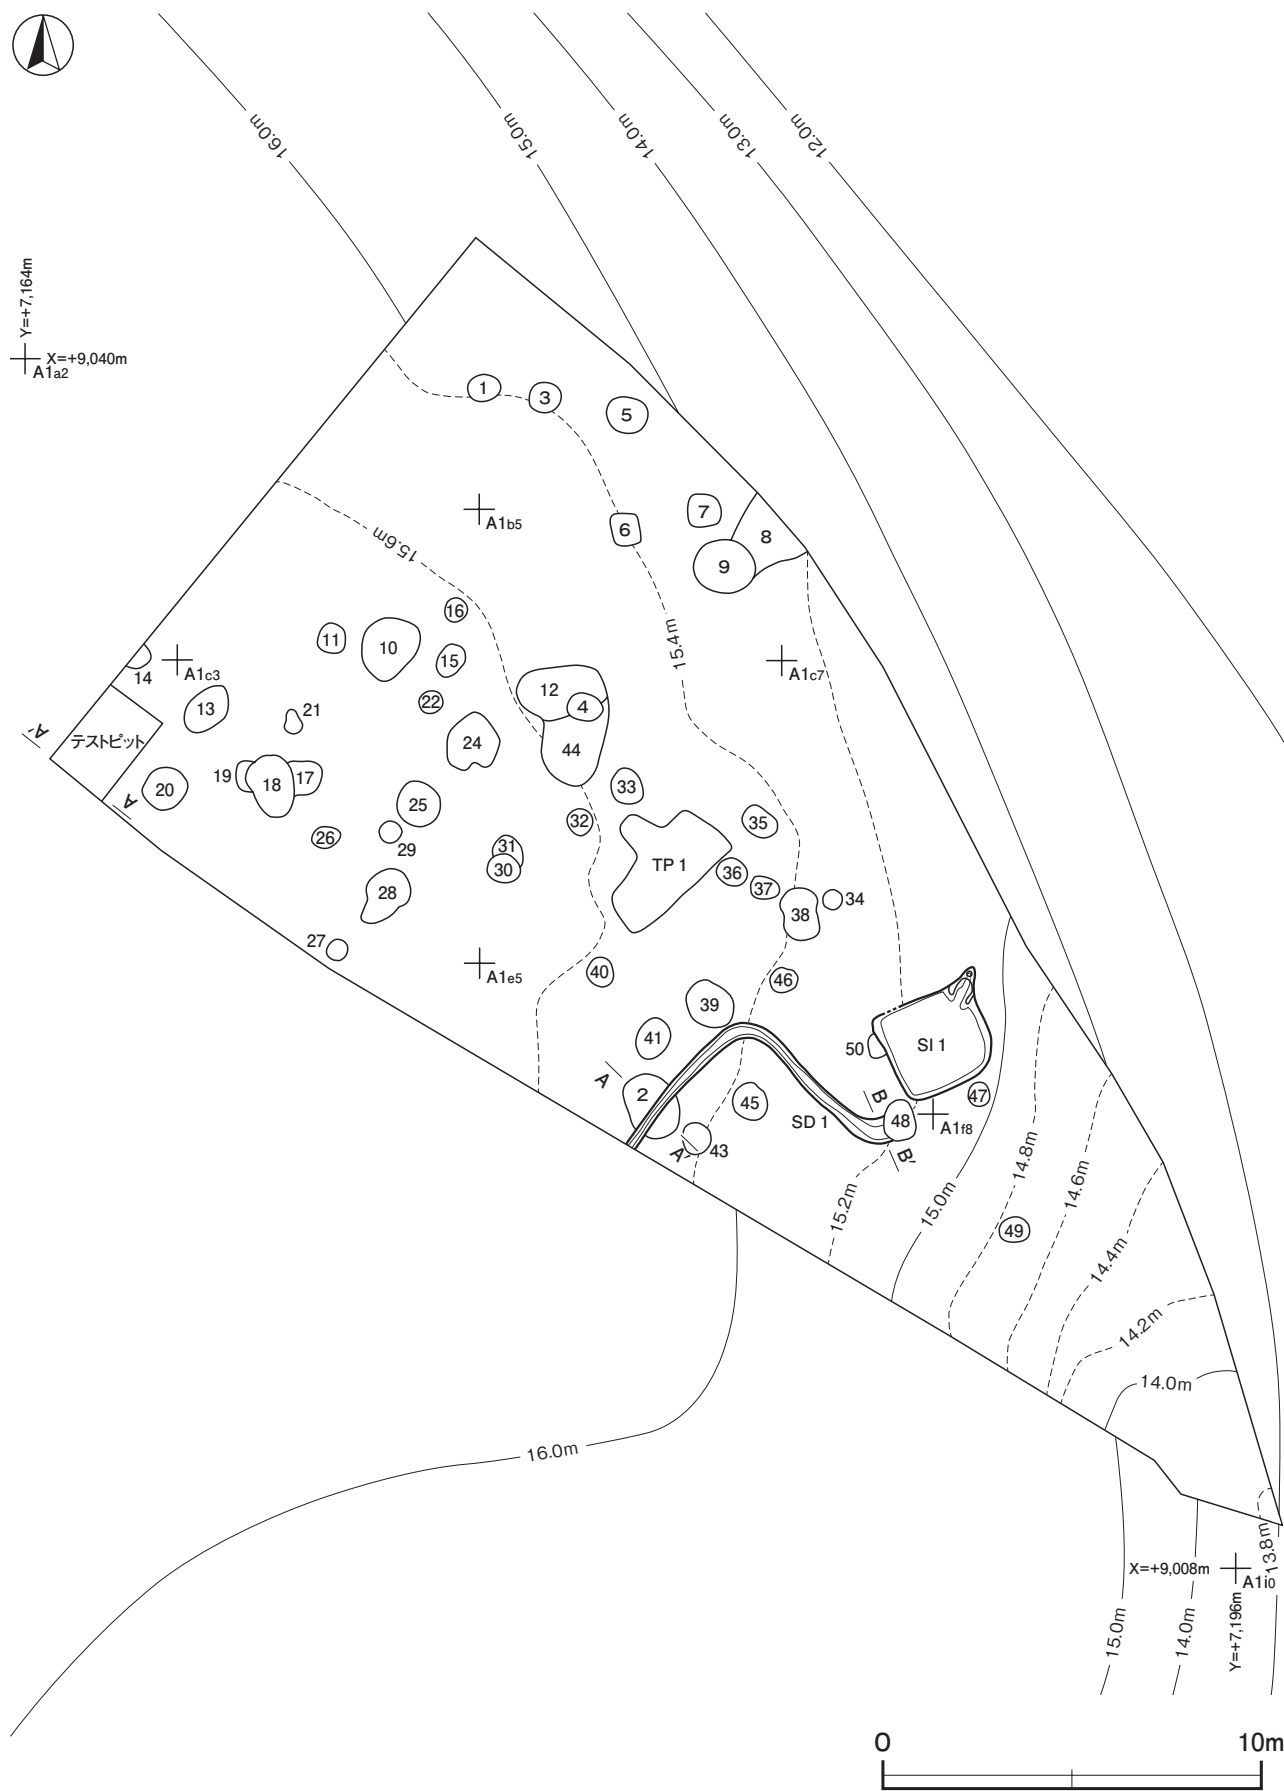 16.0m
15.0m
14.0m
13.0m
12.0m
Y=+7,164m
X=+9,040m
A1a2
1
3
5
A1b5
6
7
8
9
15.6m
15.4m
16
11
10
15
14
A1c3
A1c7
22
12
4
13
21
24
44
A'
テストピット
A
20
19
18
17
25
33
26
29
32
35
31
30
TP 1
36
37
28
38
34
27
A1e5
40
46
39
41
50
SI 1
A
2
45
SD 1
B
48
47
A1f8
43
A'
B'
14.8m
14.6m
15.2m
15.0m
49
14.4m
14.2m
14.0m
16.0m
13.8m
X=+9,008m
A1i0
Y=+7,196m
15.0m
14.0m
0
10m